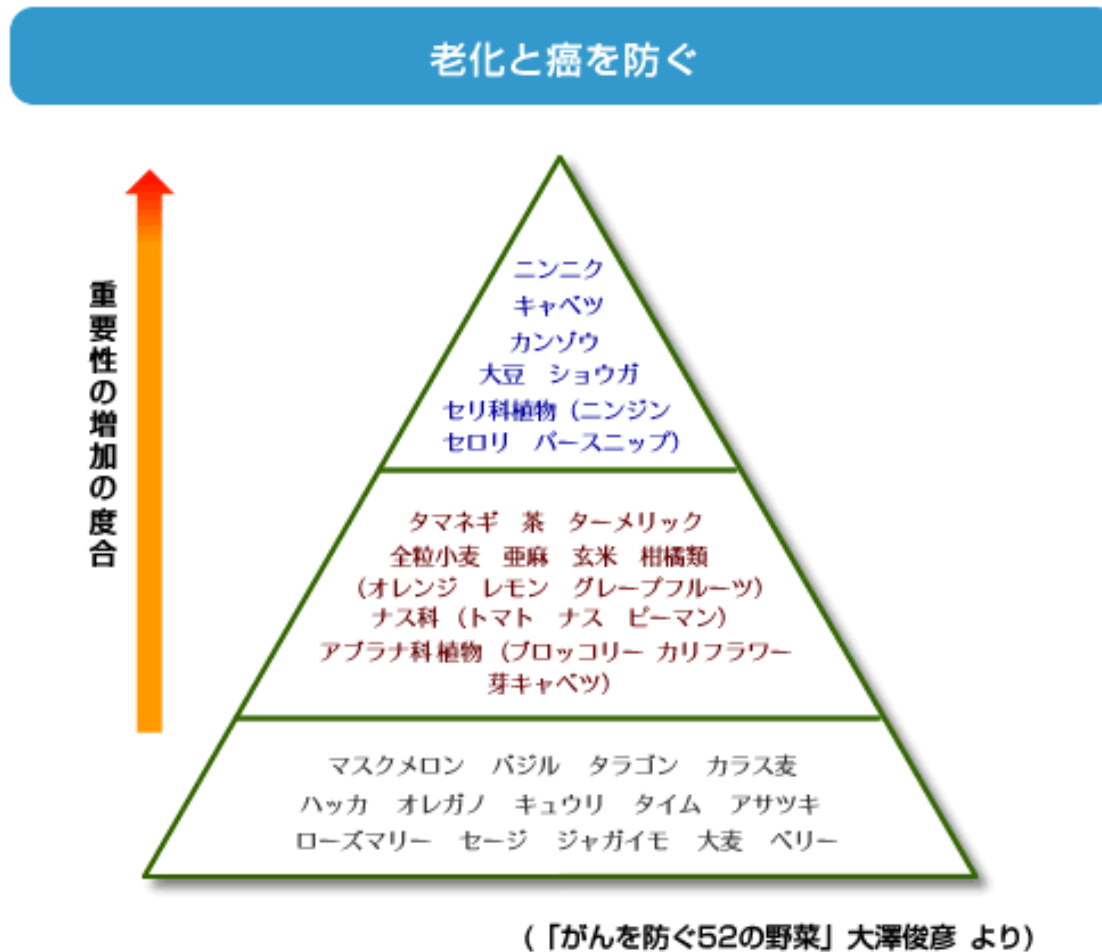 老化と癌を防ぐ
重要性の増加の度合
ニンニク
キャベツ
カンゾウ
大豆 ショウガ
セリ科植物（ニンジン
セロリ パースニップ）
タマネギ 茶 ターメリック
全粒小麦 亜麻 玄米 柑橘類
（オレンジ レモン グレープフルーツ）
ナス科（トマト ナス ピーマン）
アブラナ科植物（ブロッコリー カリフラワー
芽キャベツ）
マスクメロン バジル タラゴン カラス麦
ハッカ オレガノ キュウリ タイム アサツキ
ローズマリー セージ ジャガイモ 大麦 ベリー
（「がんを防ぐ52の野菜」大澤俊彦 より）